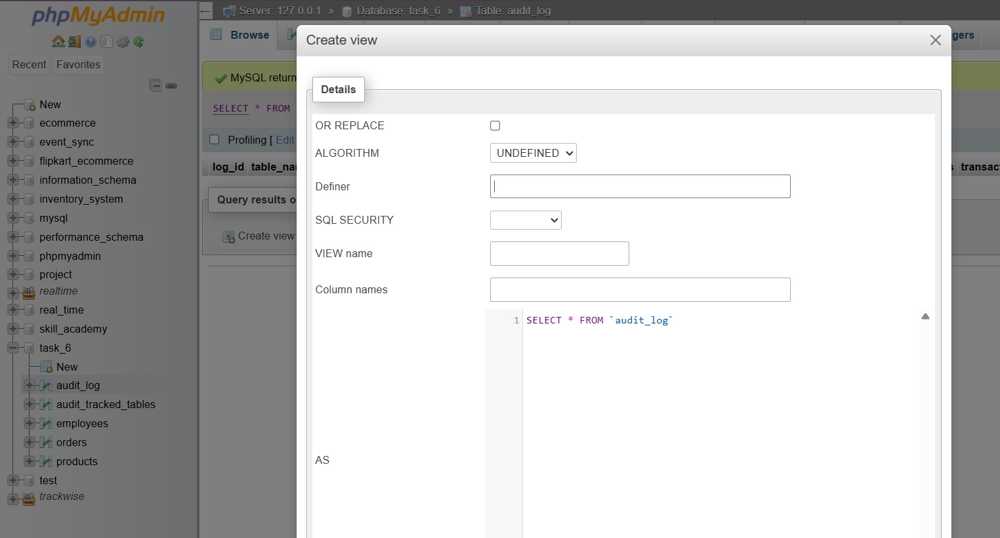 phpMyAdmin
Recent
Favorites
New
ecommerce
event_sync
flipkart_ecommerce
information_schema
inventory_system
mysql
performance_schema
phpmyadmin
project
realtime
real_time
skill_academy
task_6
New
audit_log
audit_tracked_tables
employees
orders
products
test
trackwise
Server: 127.0.0.1 » Database: task_6 » Table: audit_log
Browse
gers
MySQL return
SELECT * FROM
Profiling [ Edit
log_id table_nar
s transac
Query results o
Create view
Create view
Details
OR REPLACE
ALGORITHM UNDEFINED
Definer
SQL SECURITY
VIEW name
Column names
1 SELECT * FROM `audit_log`
AS